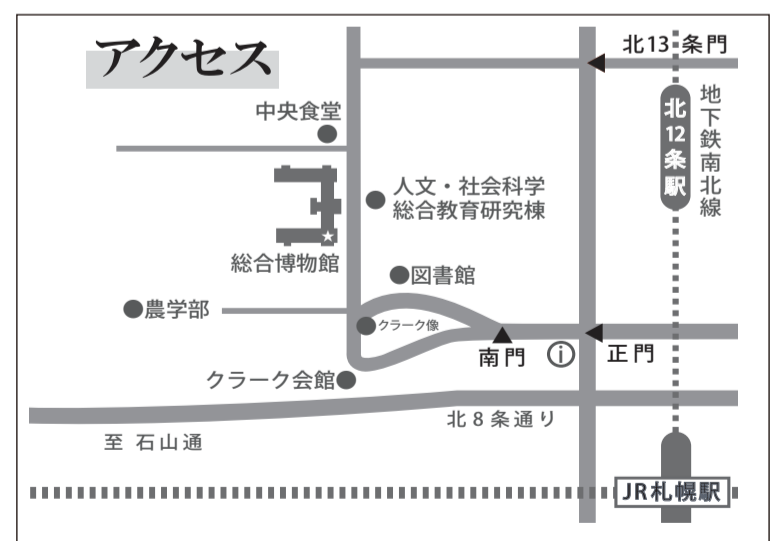 アクセス
北13条門
中央食堂
北12条駅
地下鉄南北線
人文・社会科学
総合教育研究棟
総合博物館
図書館
農学部
クラーク像
南門
i
正門
クラーク会館
北8条通り
至 石山通
JR札幌駅